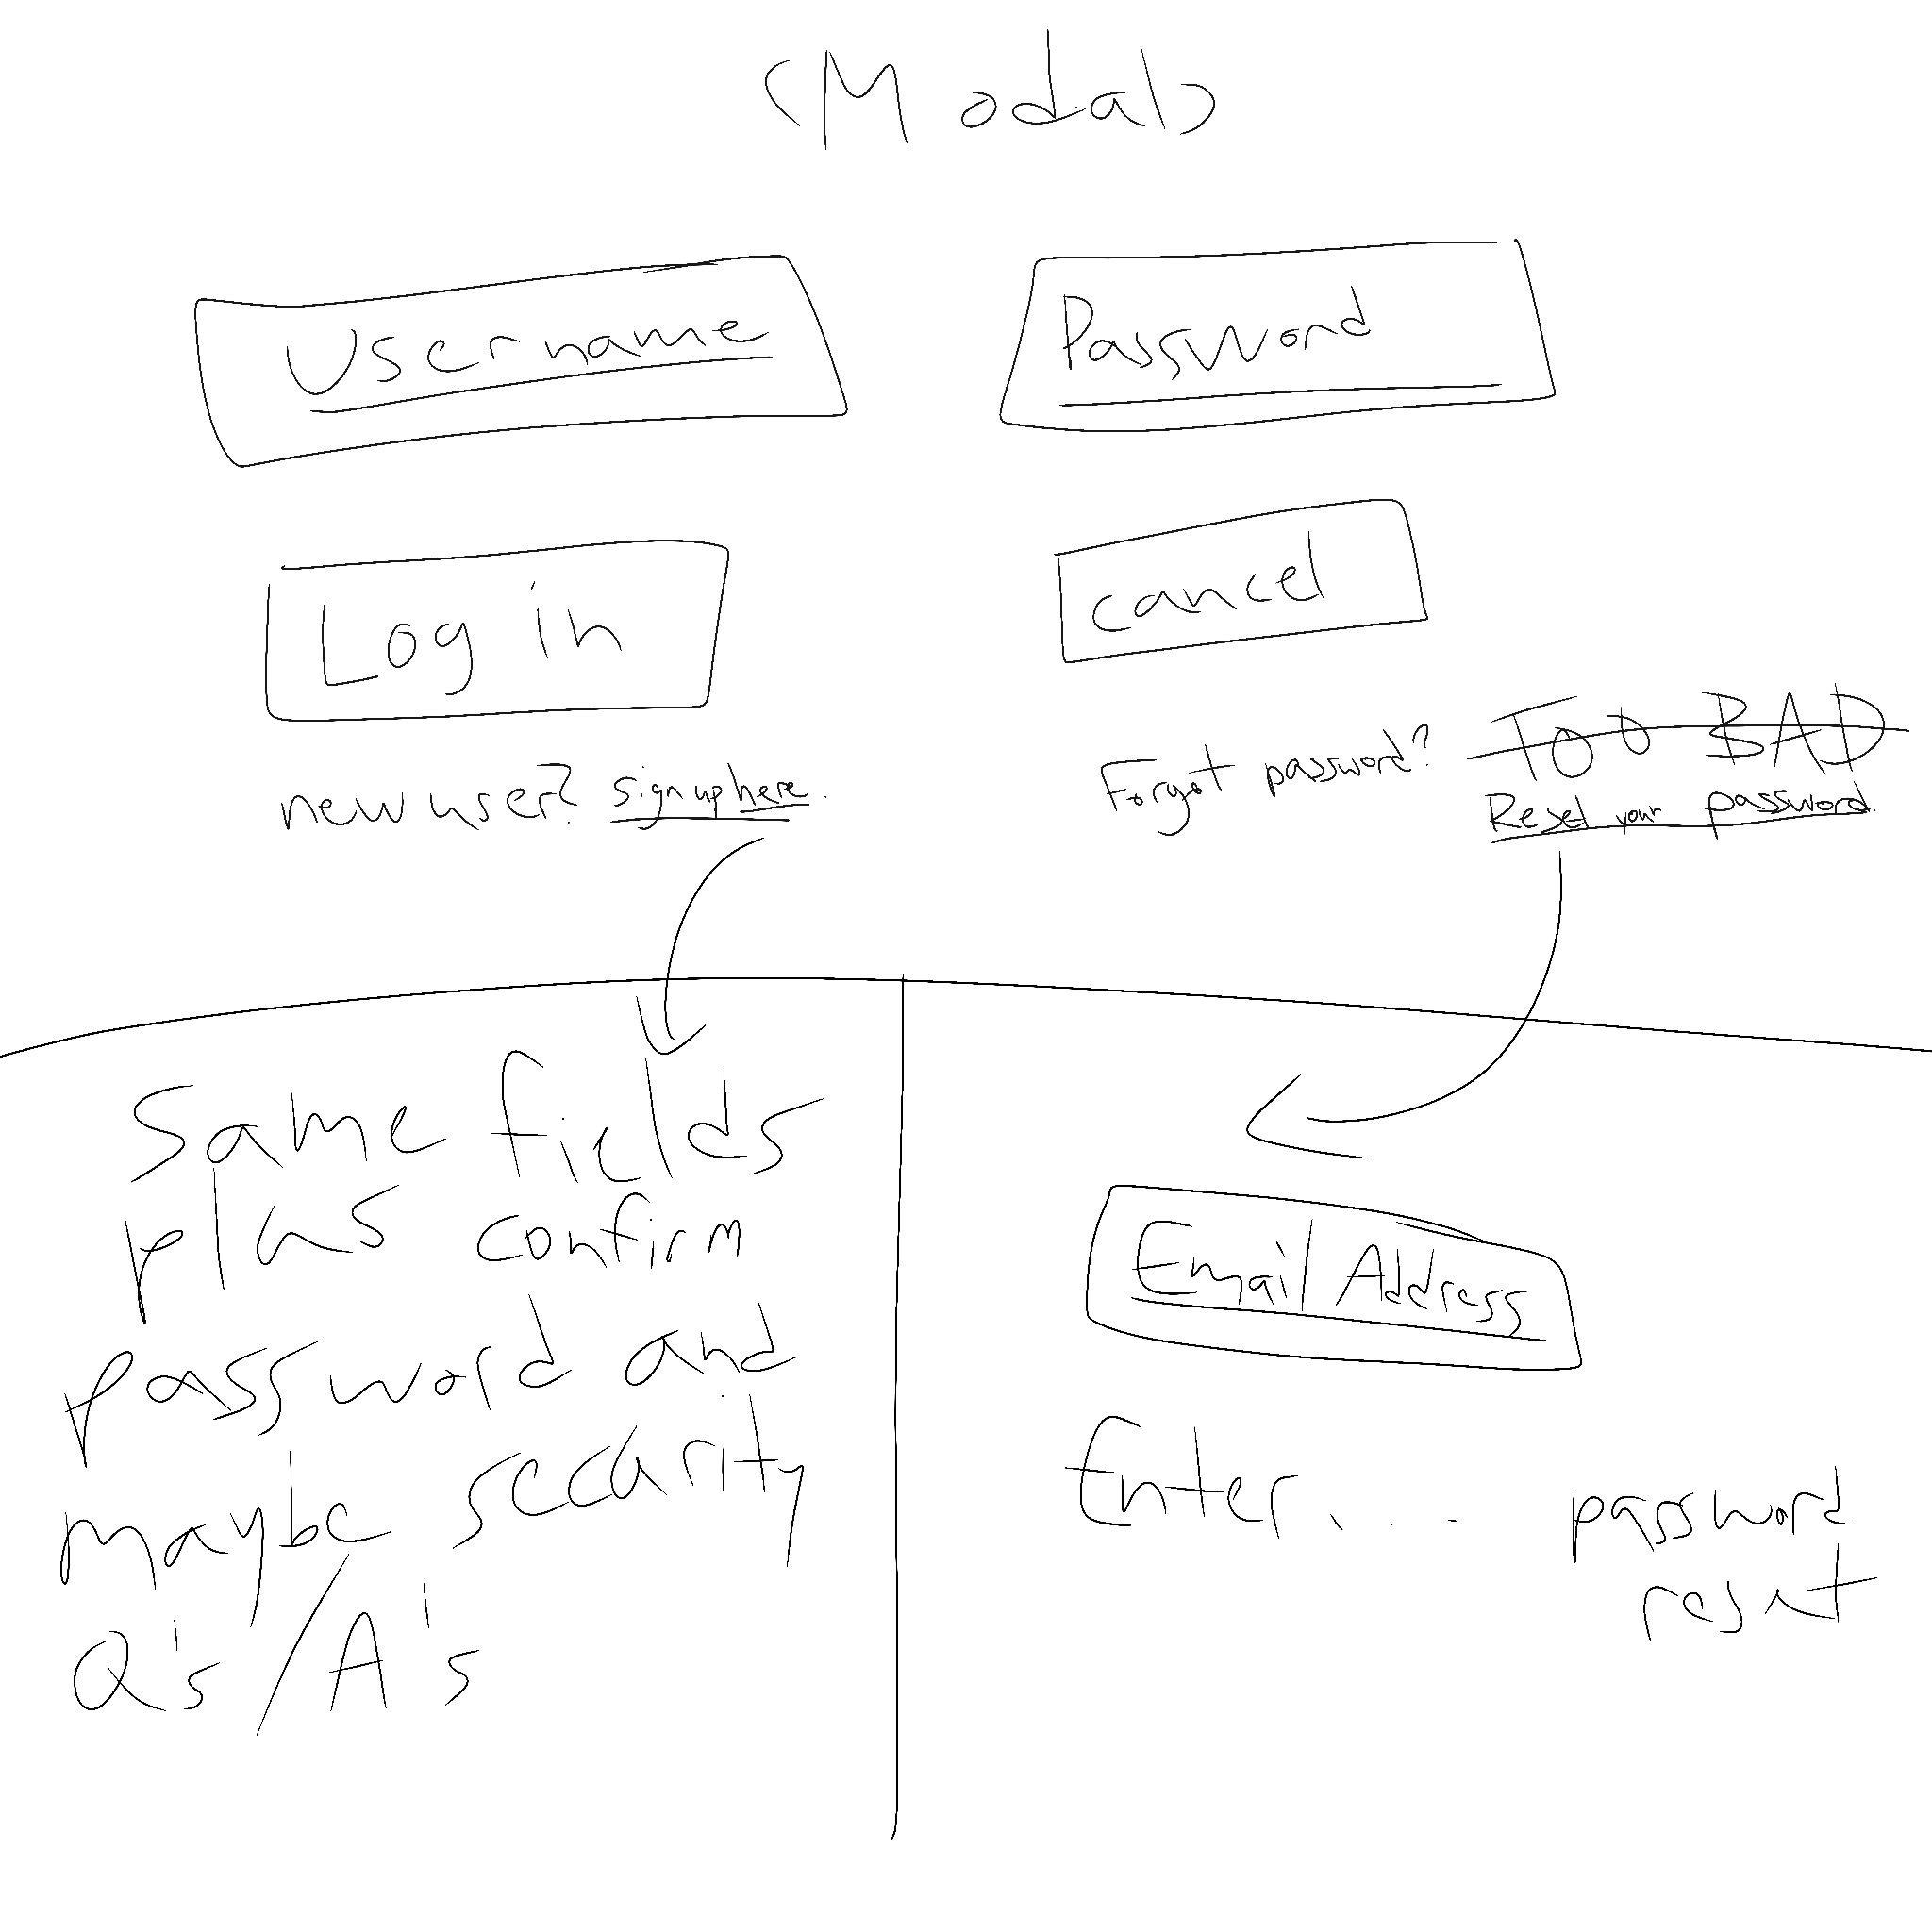 (Modal)
Username
Password
Log in
cancel
new user? sign up here.
Forgot password? TOO BAD
Reset your password.
Same fields
plus confirm
password and
maybe security
Q's/A's
Email Address
Enter.... password
reset